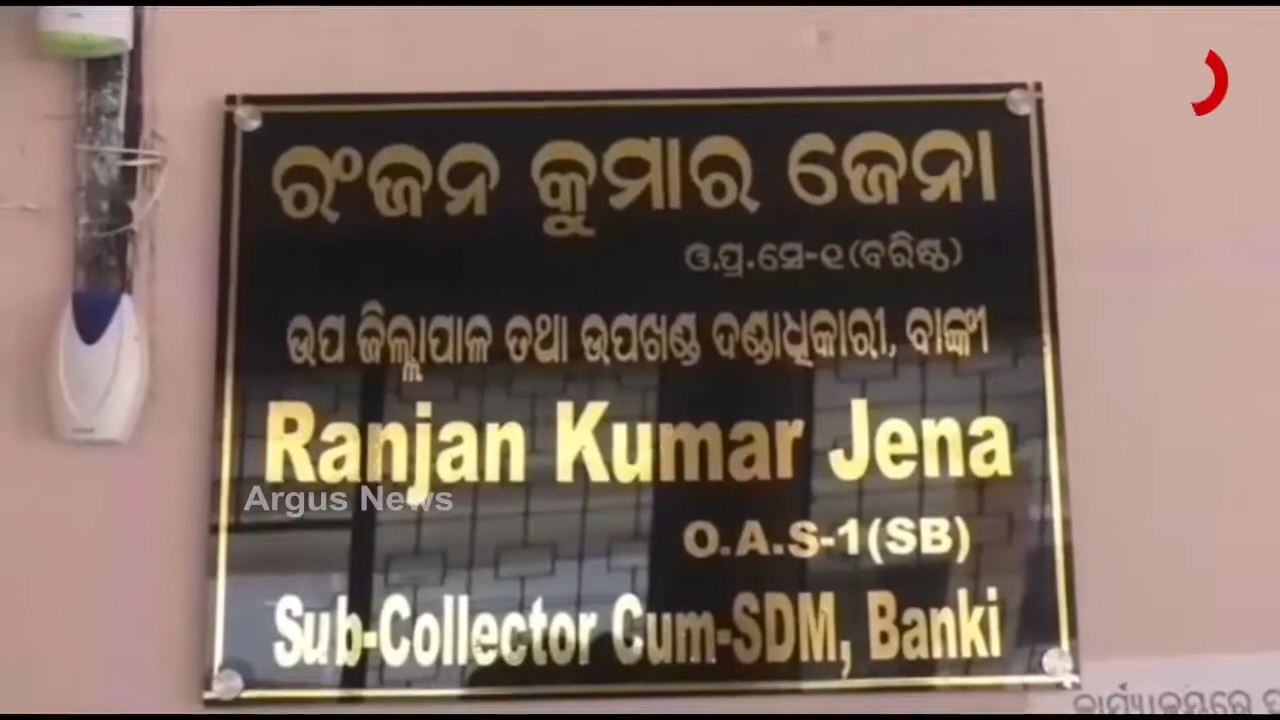 ରଂଜନ କୁମାର ଜେନା
ଓ.ପ୍ର.ସେ-୧(ବରିଷ୍ଠ)
ଉପ ଜିଲ୍ଲାପାଳ ତଥା ଉପଖଣ୍ଡ ଦଣ୍ଡାଧିକାରୀ, ବାଙ୍କୀ
Ranjan Kumar Jena
Argus News
O.A.S-1(SB)
Sub-Collector Cum-SDM, Banki